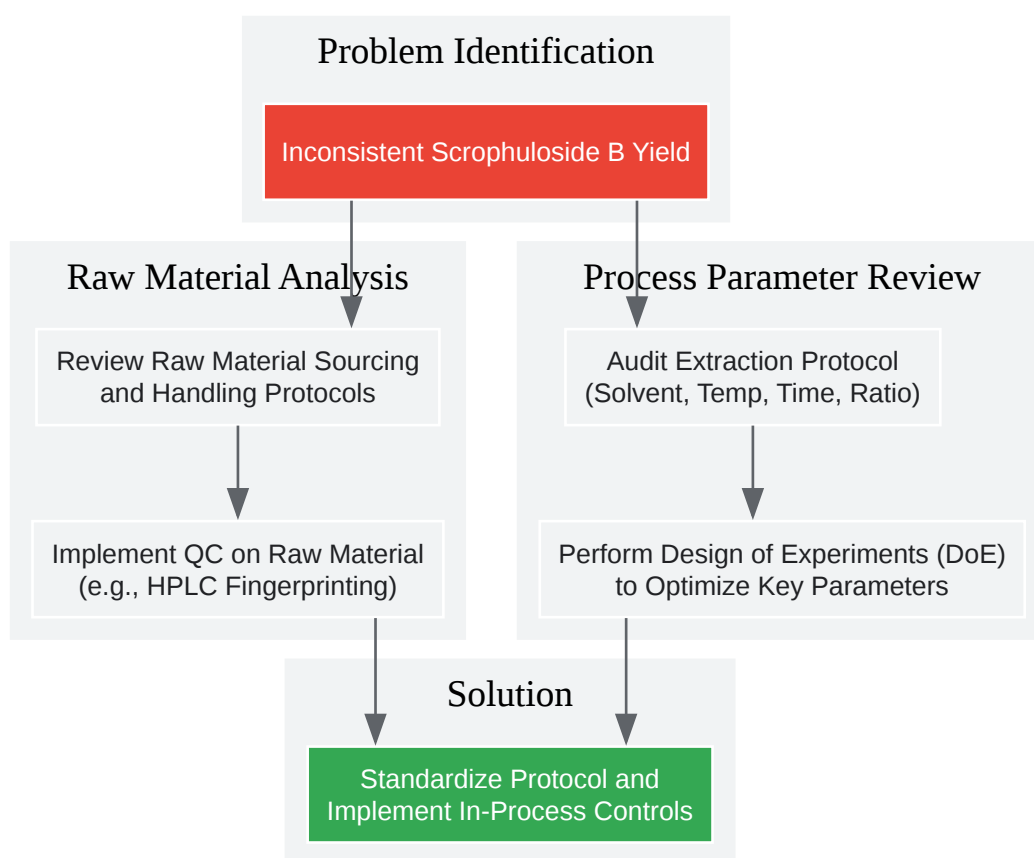 Problem Identification
Inconsistent Scrophuloside B Yield
Raw Material Analysis
Review Raw Material Sourcing
and Handling Protocols
Implement QC on Raw Material
(e.g., HPLC Fingerprinting)
Process Parameter Review
Audit Extraction Protocol
(Solvent, Temp, Time, Ratio)
Perform Design of Experiments (DoE)
to Optimize Key Parameters
Solution
Standardize Protocol and
Implement In-Process Controls